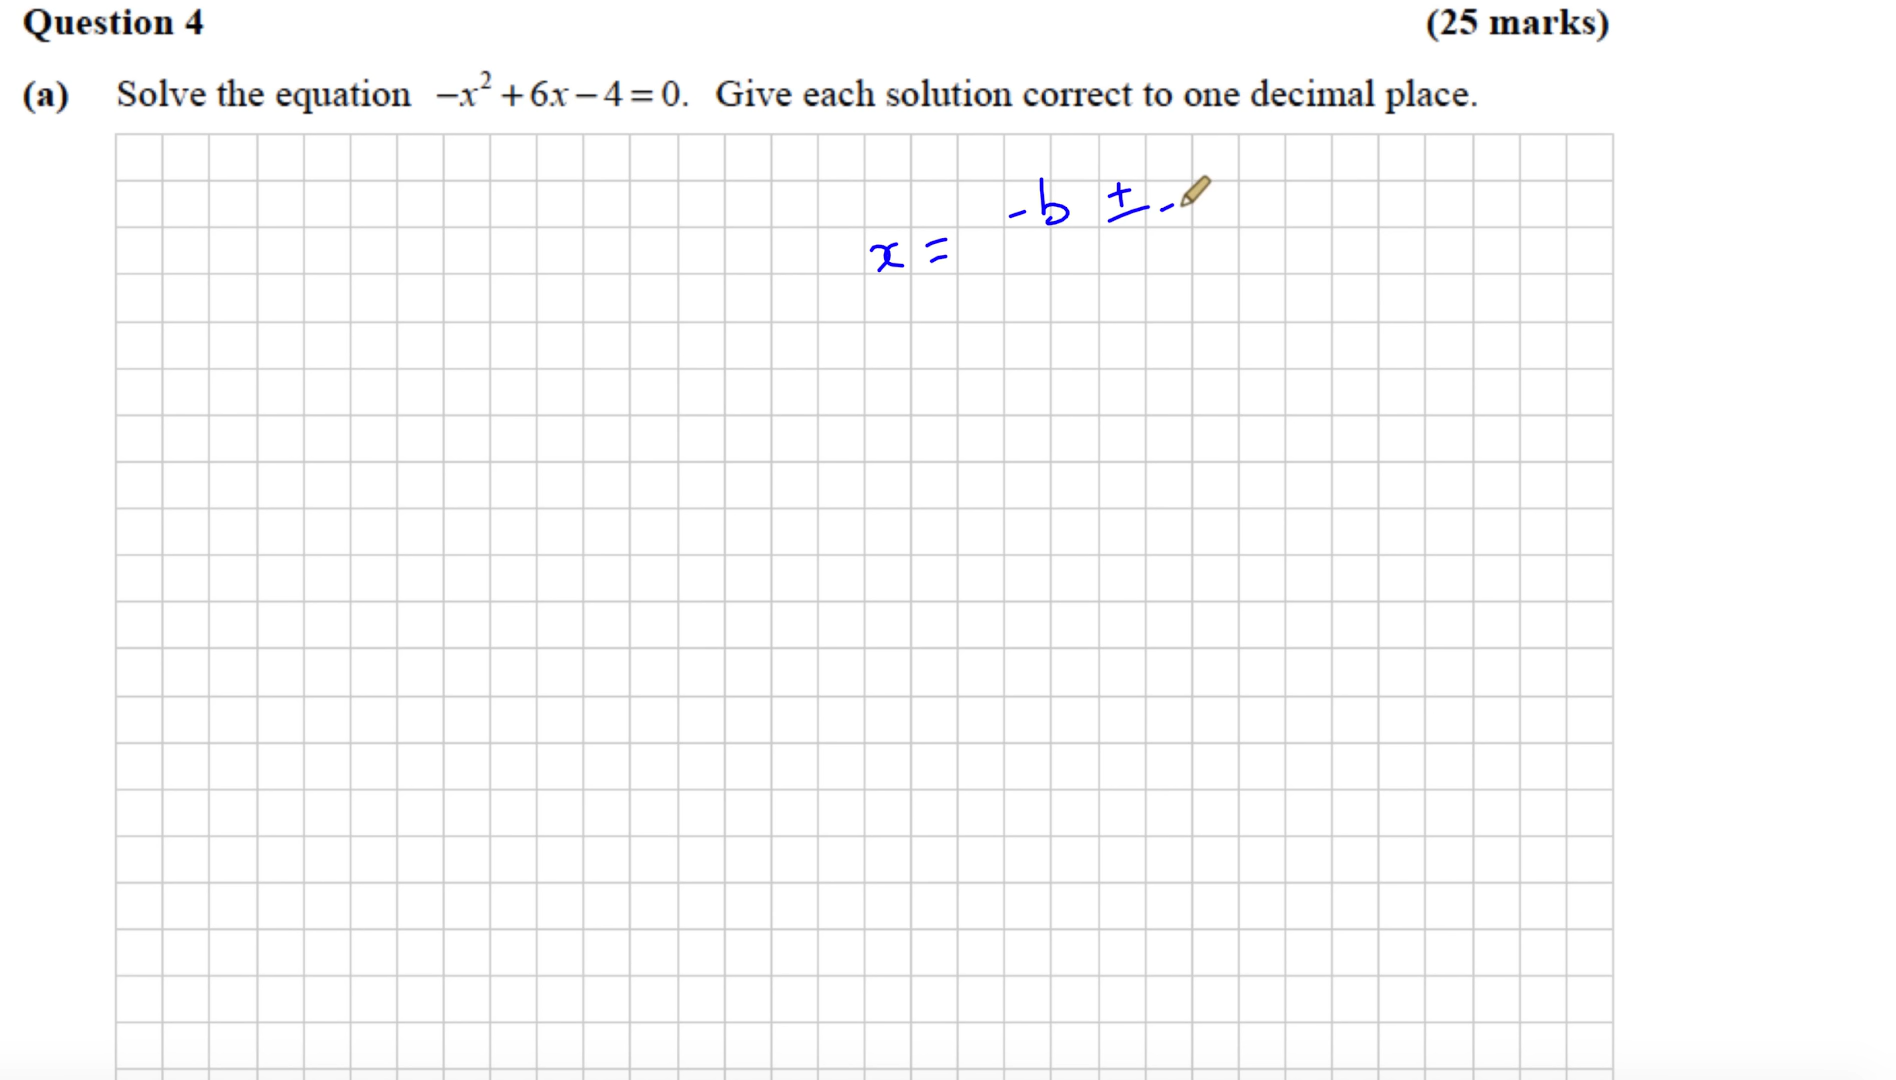 Question 4 (25 marks)
(a) Solve the equation −x² + 6x − 4 = 0. Give each solution correct to one decimal place.
x = -b ± -